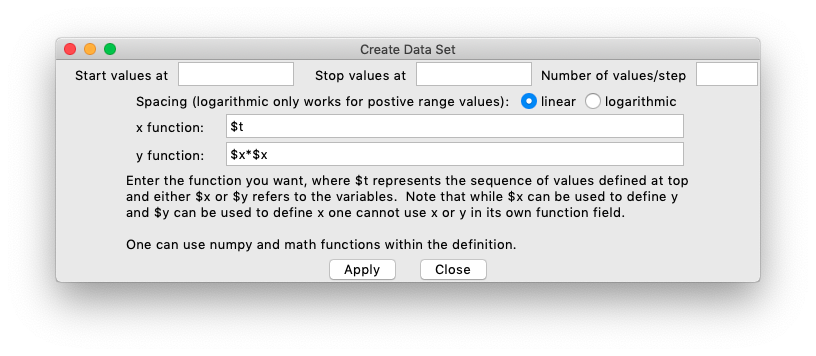 Create Data Set
Start values at Stop values at Number of values/step
Spacing (logarithmic only works for postive range values): linear logarithmic
x function: $t
y function: $x*$x
Enter the function you want, where $t represents the sequence of values defined at top
and either $x or $y refers to the variables.  Note that while $x can be used to define y
and $y can be used to define x one cannot use x or y in its own function field.
One can use numpy and math functions within the definition.
Apply Close